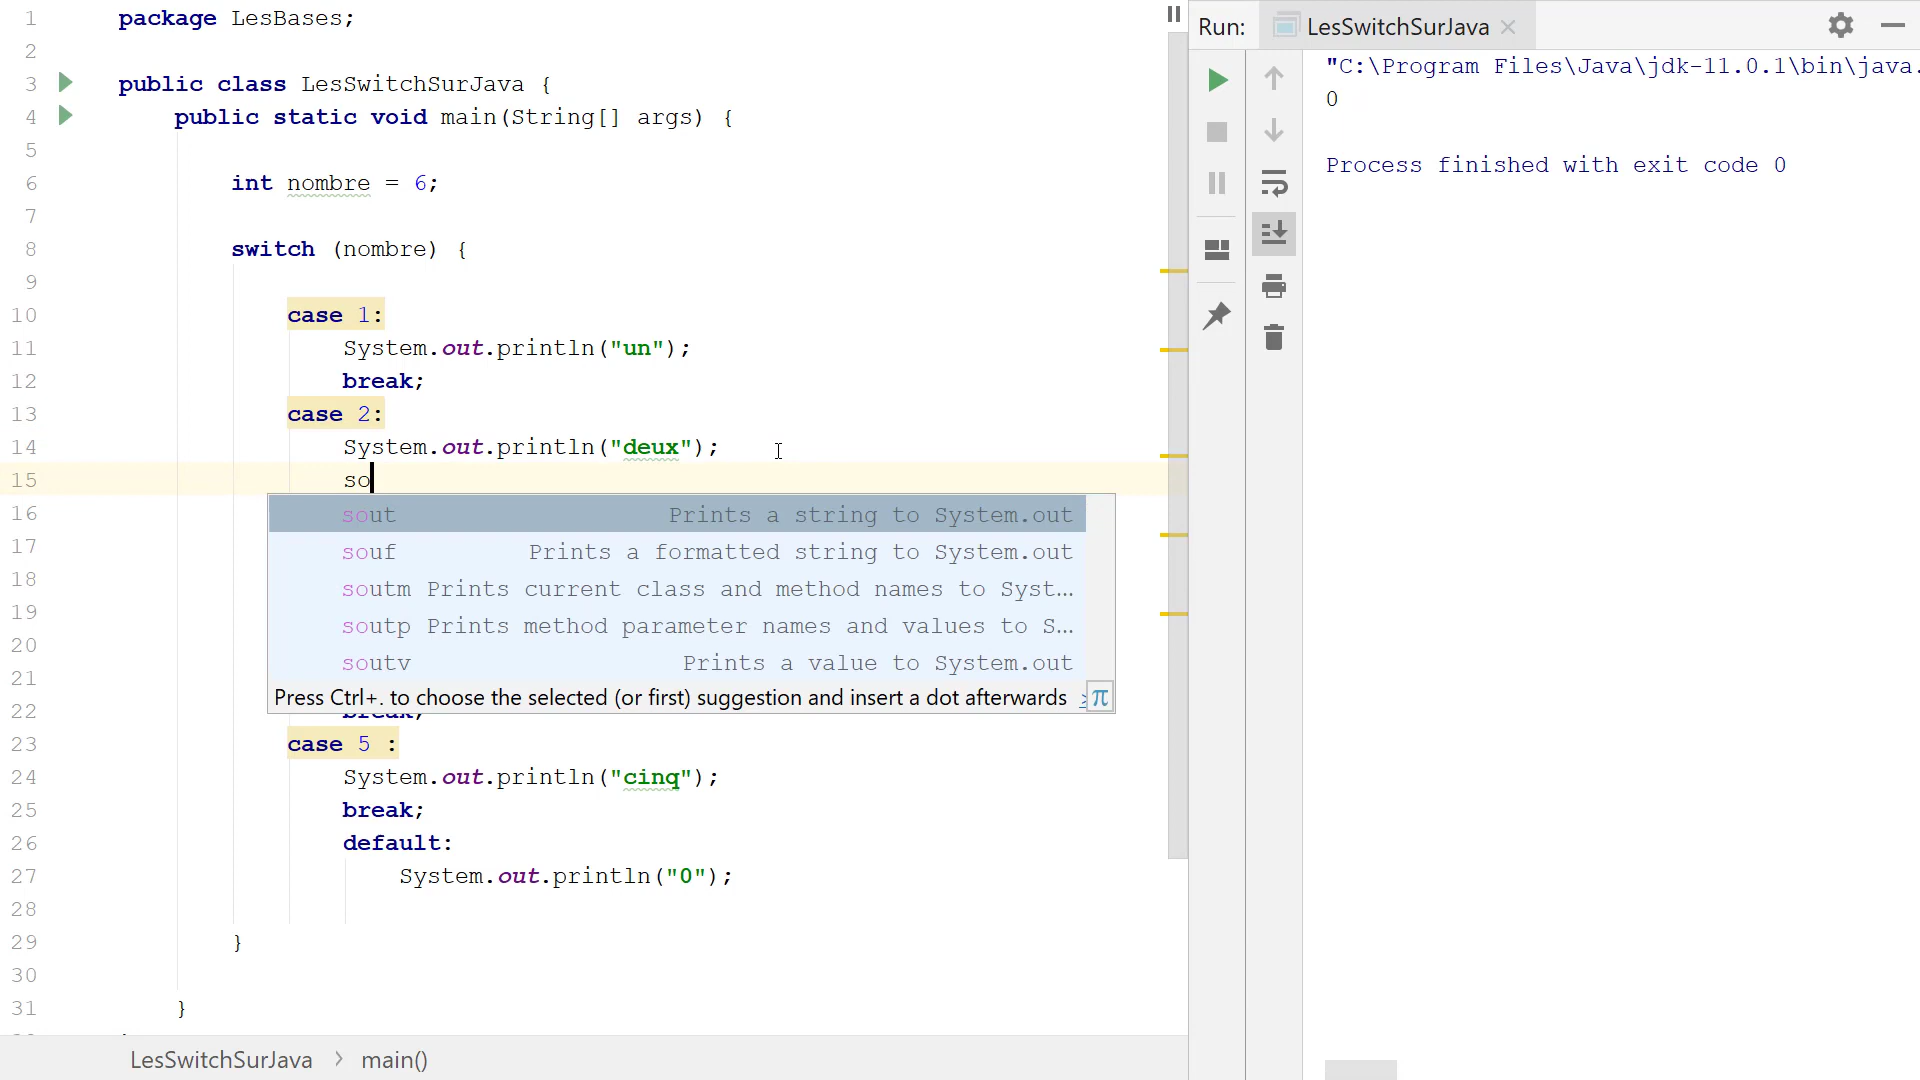 1 package LesBases;
2
3 public class LesSwitchSurJava {
4 public static void main(String[] args) {
5
6 int nombre = 6;
7
8 switch (nombre) {
9
10 case 1:
11 System.out.println("un");
12 break;
13 case 2:
14 System.out.println("deux");
15 so
16 sout Prints a string to System.out
17 souf Prints a formatted string to System.out
18 soutm Prints current class and method names to Syst...
19 soutp Prints method parameter names and values to S...
20
21 soutv Prints a value to System.out
Press Ctrl+. to choose the selected (or first) suggestion and insert a dot afterwards π
22 break;
23 case 5 :
24 System.out.println("cinq");
25 break;
26 default:
27 System.out.println("0");
28
29 }
30
31 }
LesSwitchSurJava > main()
Run: LesSwitchSurJava
"C:\Program Files\Java\jdk-11.0.1\bin\java.
0
Process finished with exit code 0